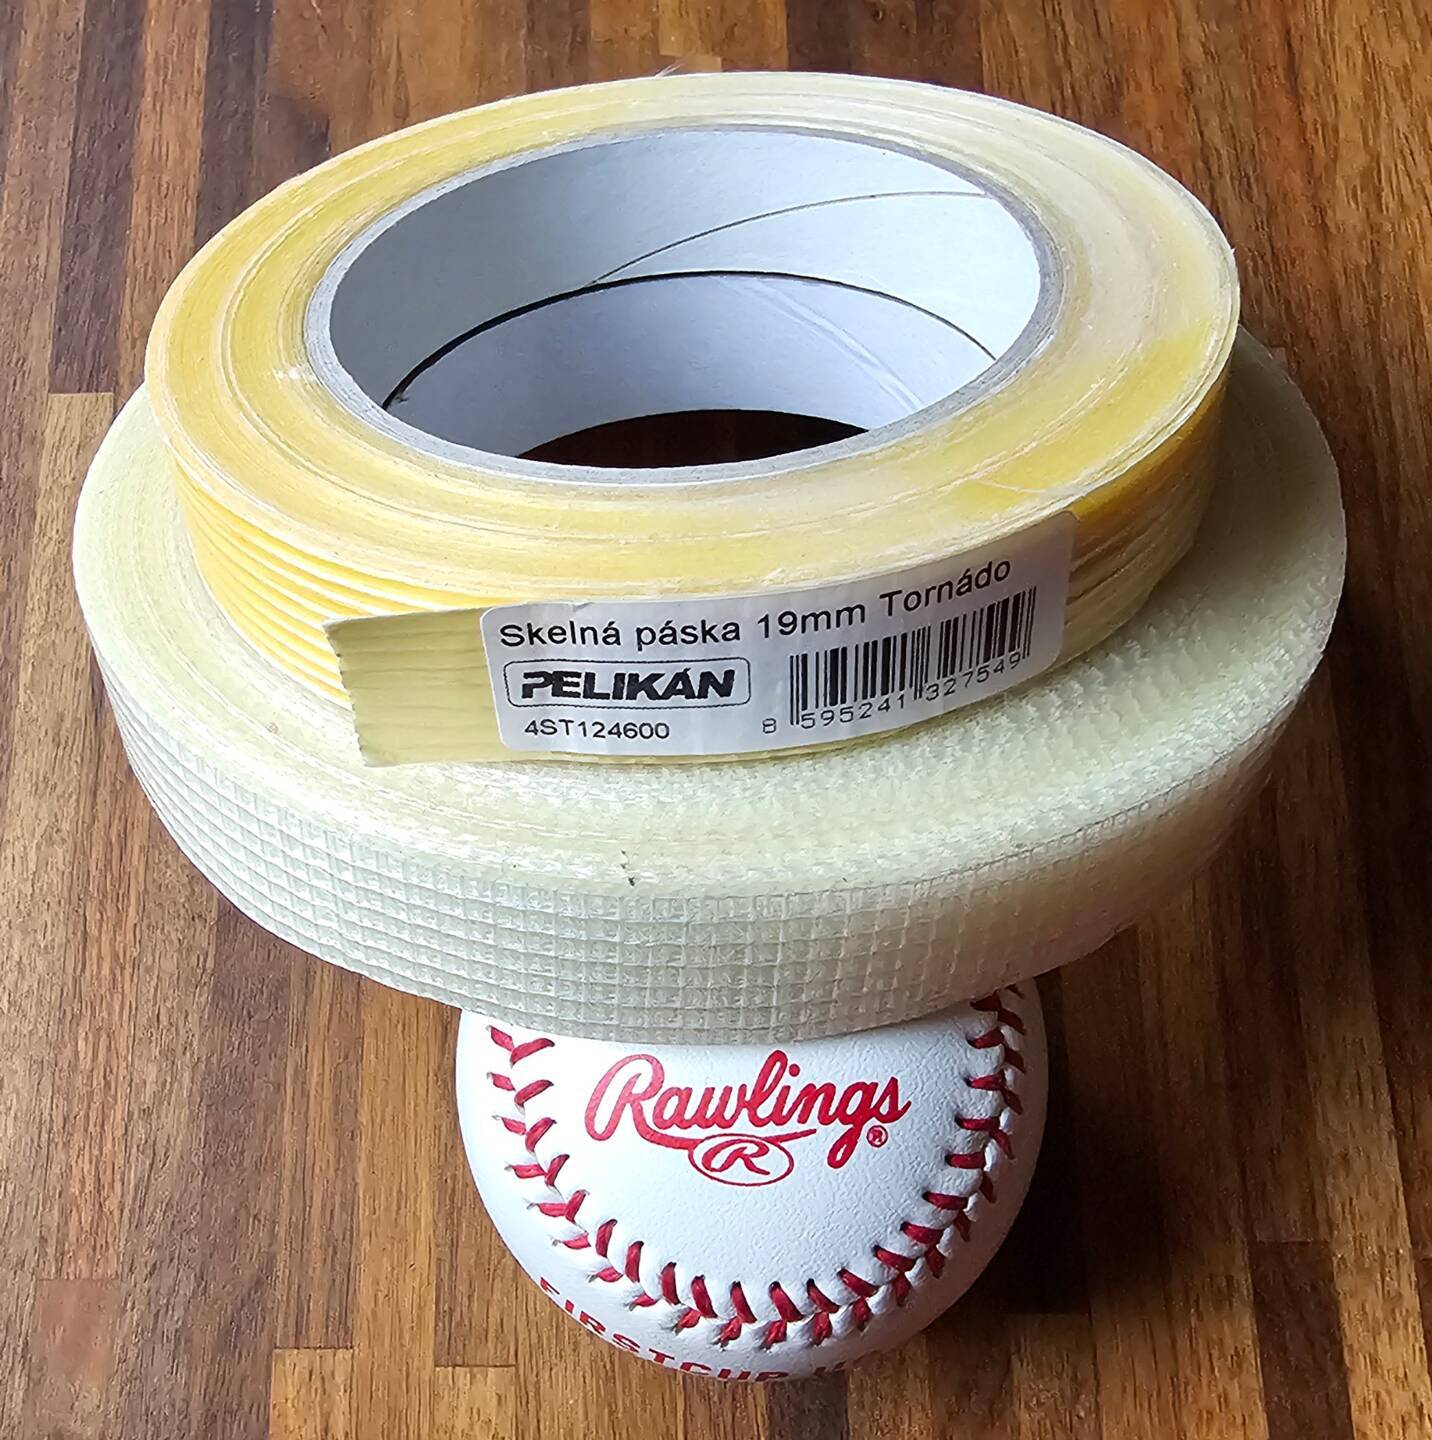 Skelná páska 19mm Tornádo
PELIKÁN
4ST124600
8 595241 327549
Rawlings®
R